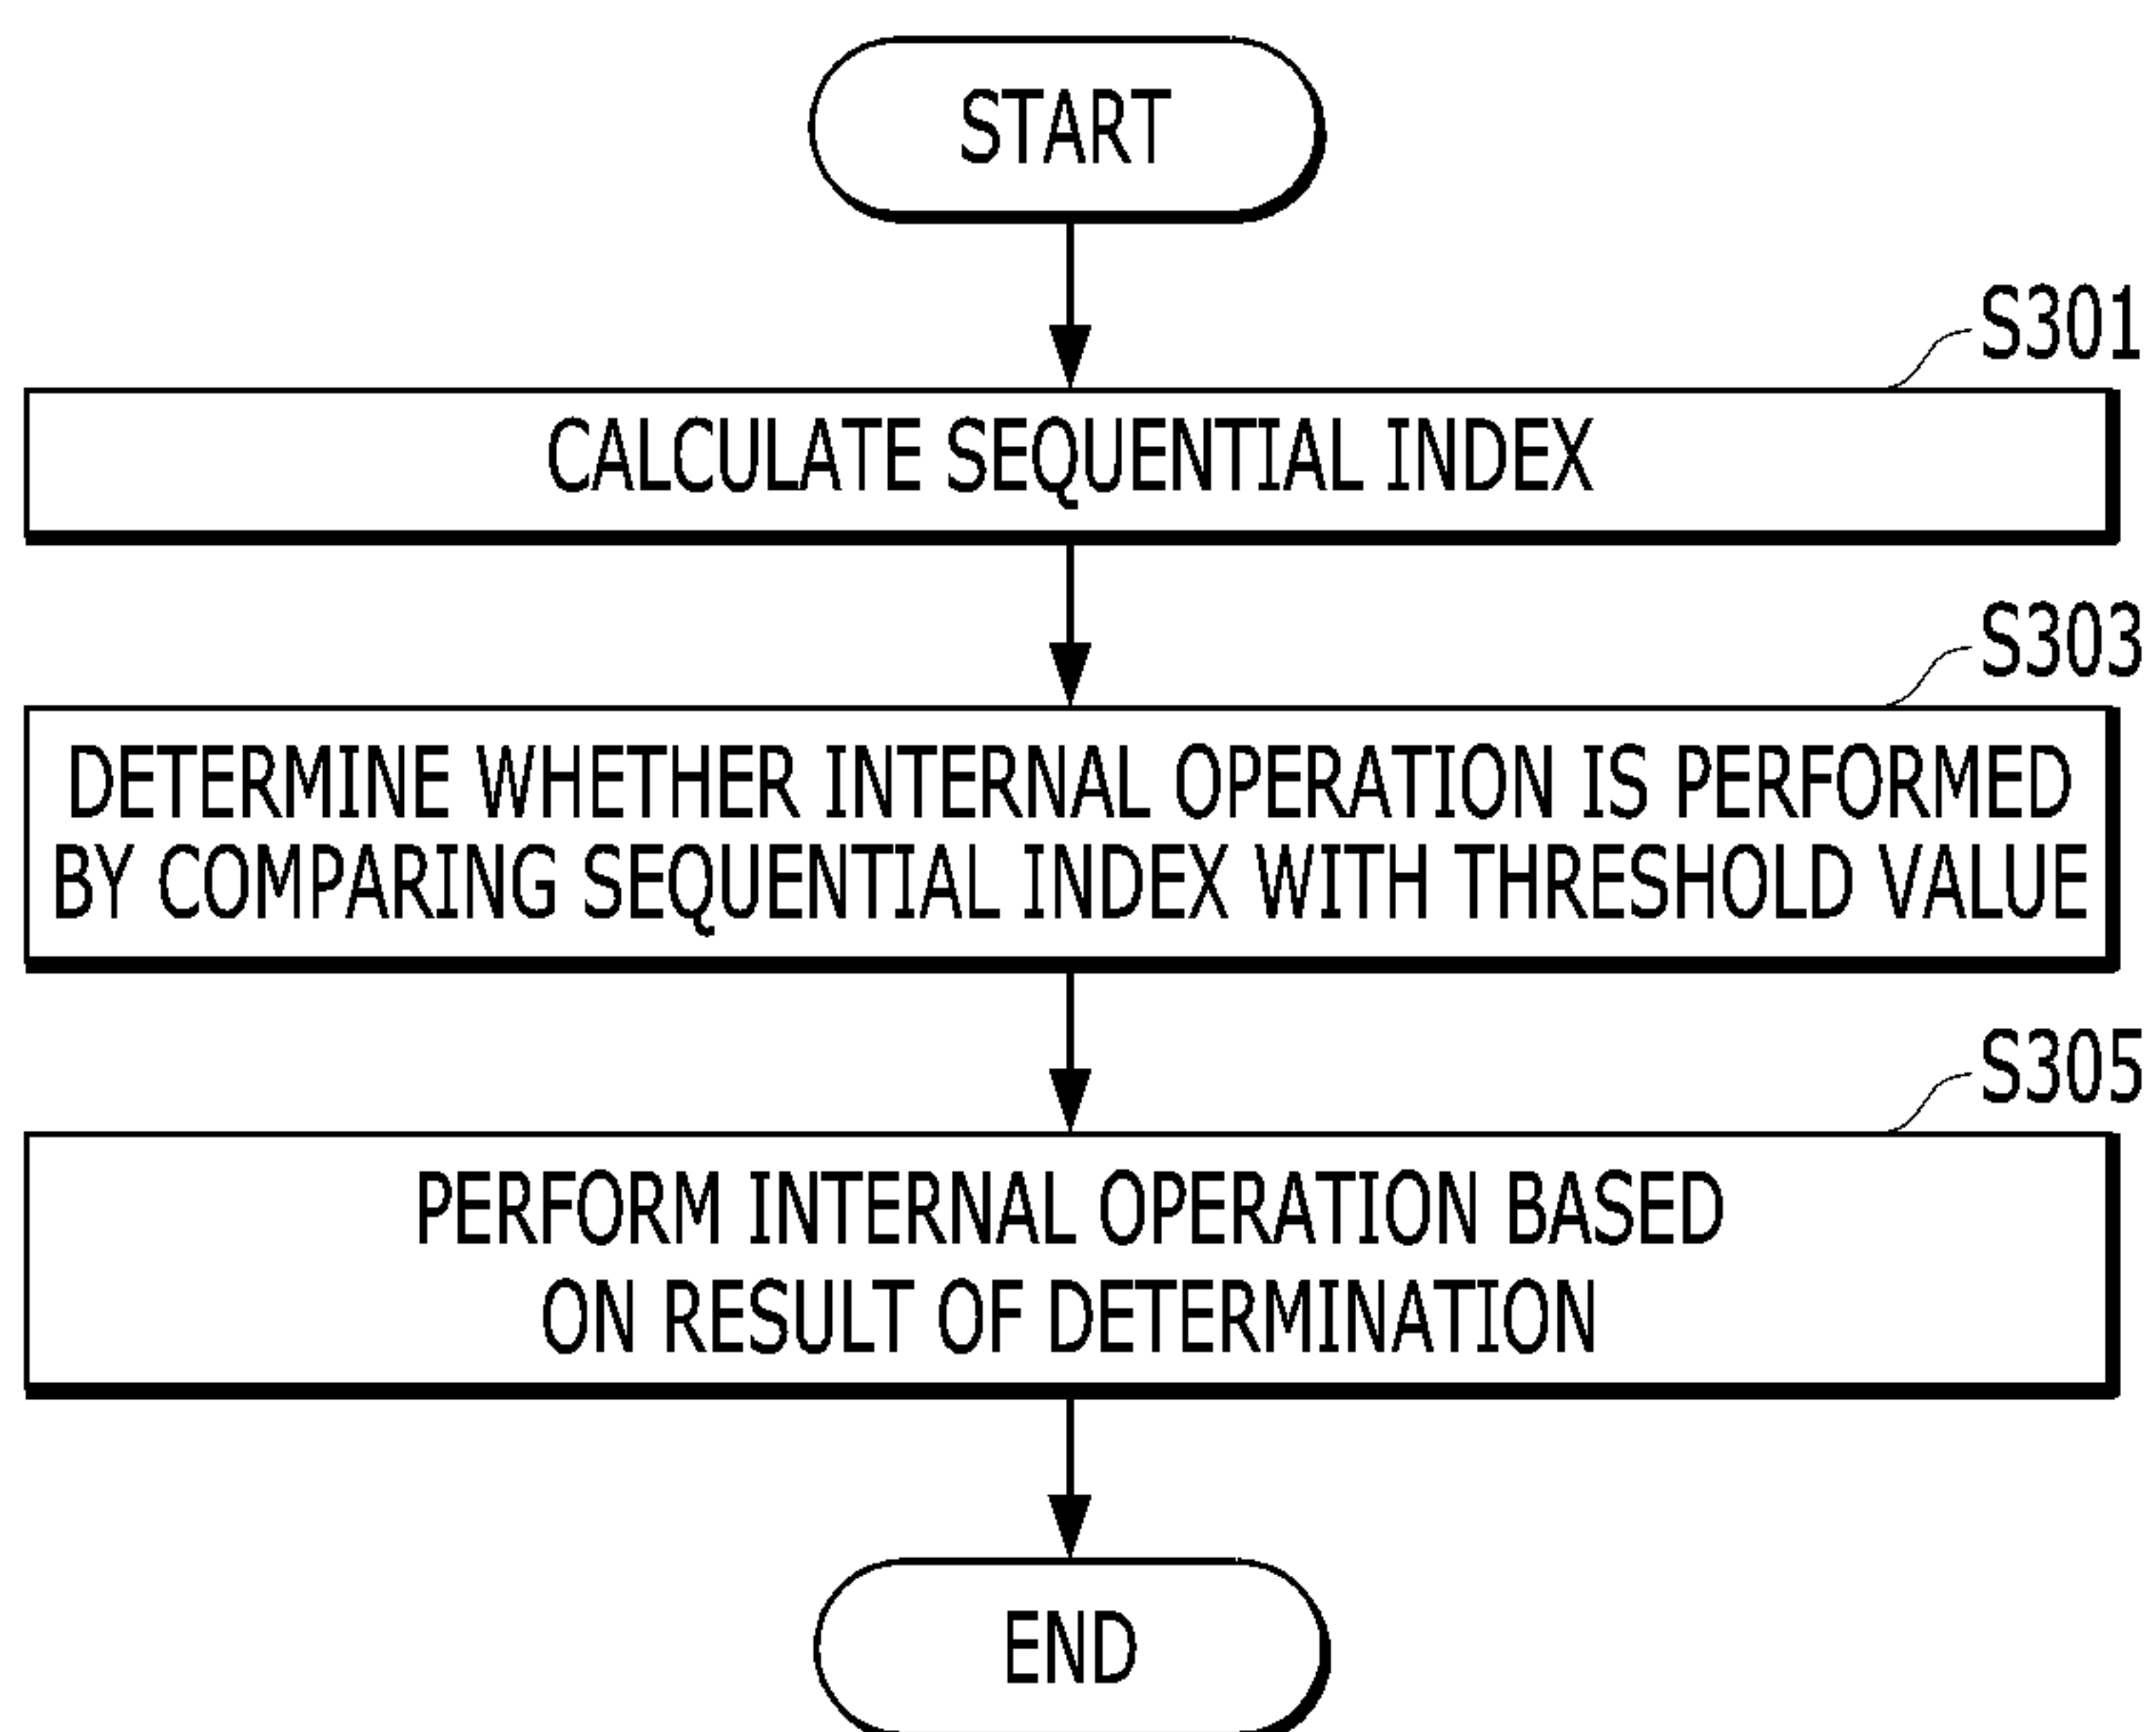 START
S301
CALCULATE SEQUENTIAL INDEX
S303
DETERMINE WHETHER INTERNAL OPERATION IS PERFORMED
BY COMPARING SEQUENTIAL INDEX WITH THRESHOLD VALUE
S305
PERFORM INTERNAL OPERATION BASED
ON RESULT OF DETERMINATION
END